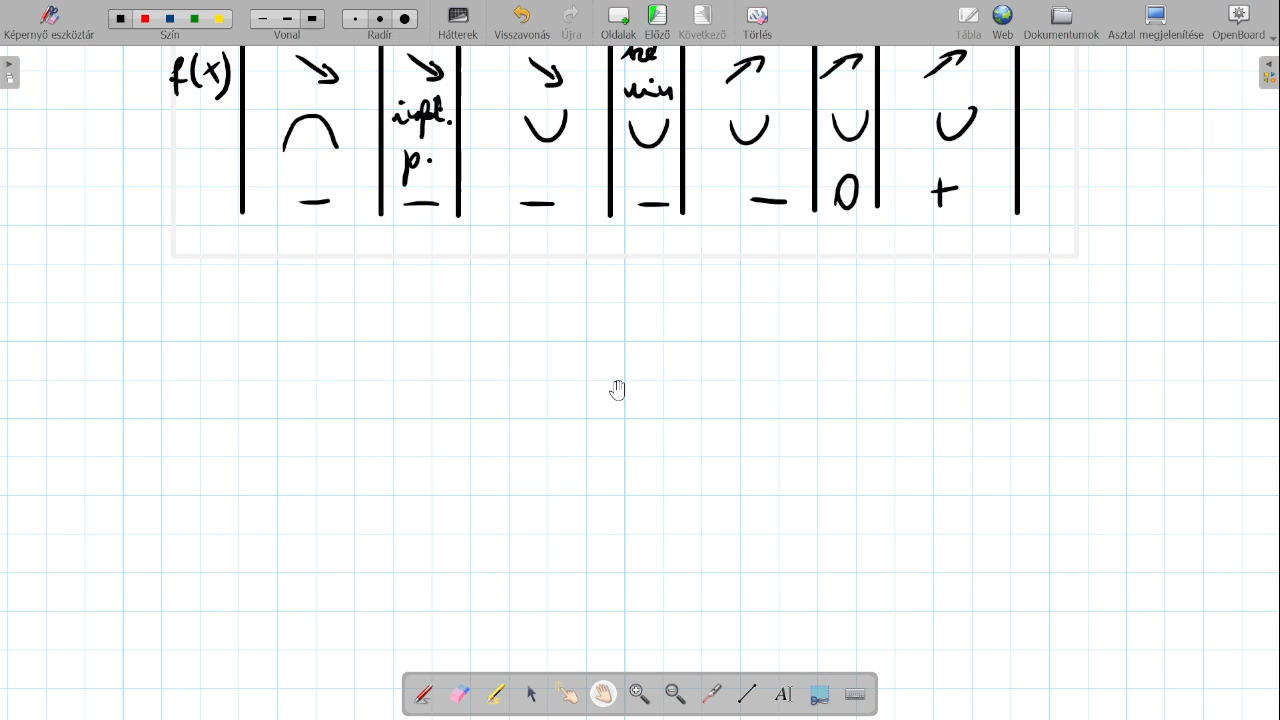 Képernyő eszköztár Szín Vonal Radír Hátterek Visszavonás Újra Oldalak Előző Következő Törlés Tábla Web Dokumentumok Asztal megjelenítése OpenBoard
f(x)
min
infl.
p.
− − − − − 0 +